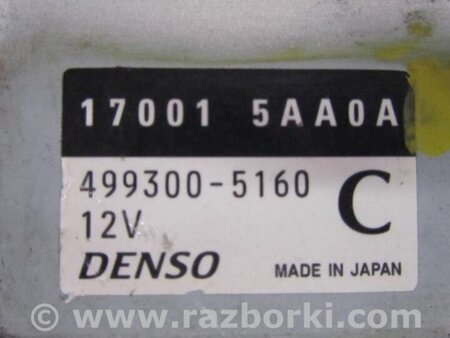 17001 5AA0A
499300-5160 C
12V
DENSO MADE IN JAPAN
© www.razborki.com